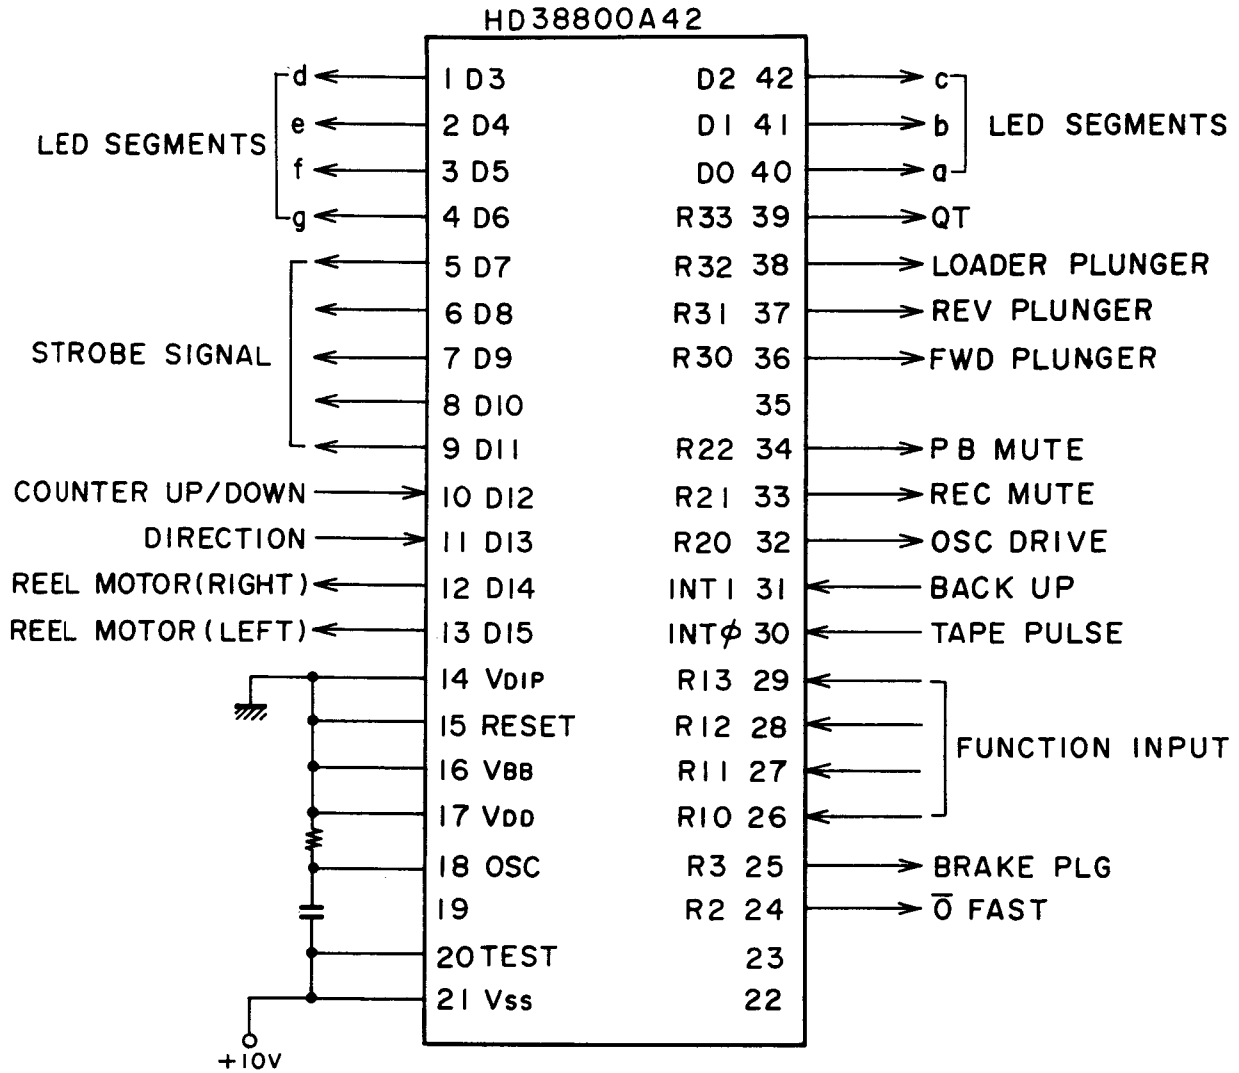 HD38800A42
d 1 D3 D2 42 c
e 2 D4 D1 41 b
LED SEGMENTS LED SEGMENTS
f 3 D5 D0 40 a
g 4 D6 R33 39 QT
5 D7 R32 38 LOADER PLUNGER
6 D8 R31 37 REV PLUNGER
STROBE SIGNAL 7 D9 R30 36 FWD PLUNGER
8 D10 35
9 D11 R22 34 PB MUTE
COUNTER UP/DOWN 10 D12 R21 33 REC MUTE
DIRECTION 11 D13 R20 32 OSC DRIVE
REEL MOTOR(RIGHT) 12 D14 INT1 31 BACK UP
REEL MOTOR(LEFT) 13 D15 INTφ 30 TAPE PULSE
14 VDIP R13 29
15 RESET R12 28
FUNCTION INPUT
16 VBB R11 27
17 VDD R10 26
18 OSC R3 25 BRAKE PLG
19 R2 24 O̅ FAST
20 TEST 23
21 Vss 22
+10V